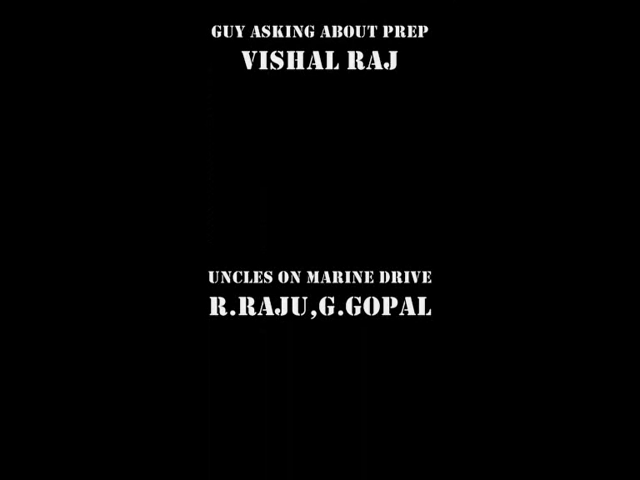 GUY ASKING ABOUT PREP
VISHAL RAJ
UNCLES ON MARINE DRIVE
R.RAJU,G.GOPAL